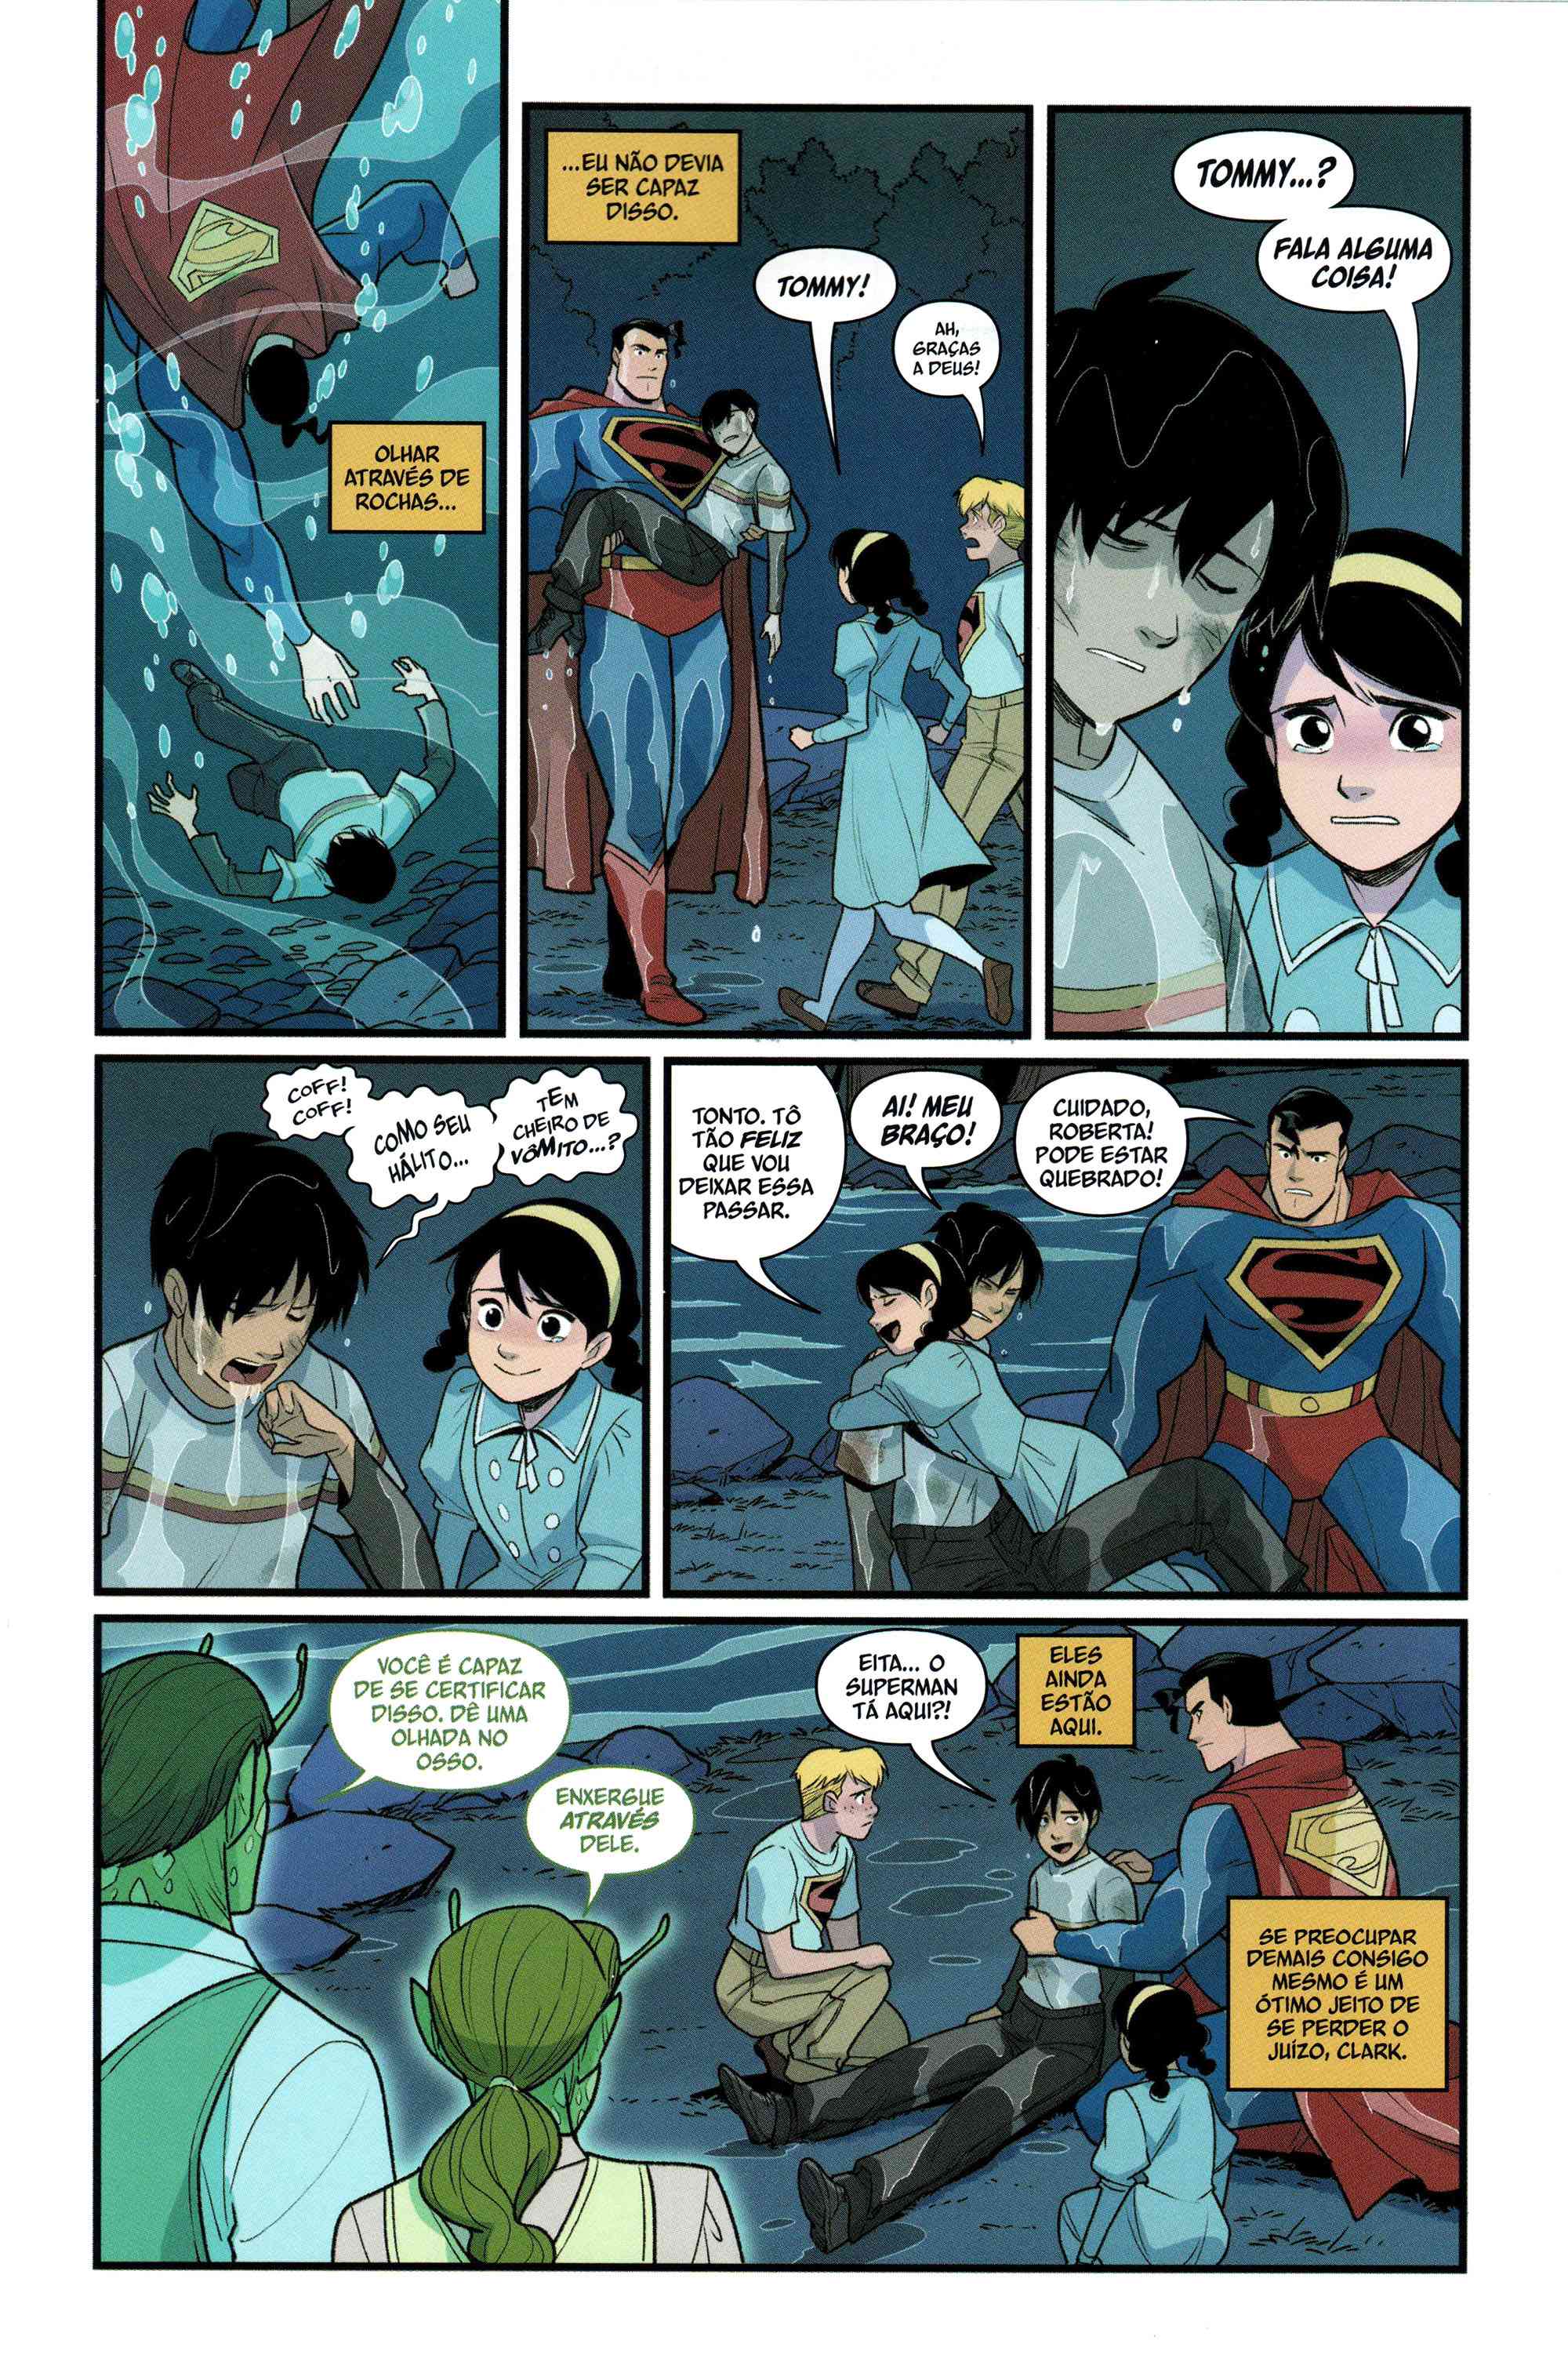 OLHAR
ATRAVÉS DE
ROCHAS...
...EU NÃO DEVIA
SER CAPAZ
DISSO.
TOMMY!
AH,
GRAÇAS
A DEUS!
TOMMY...?
FALA ALGUMA
COISA!
COFF!
COFF!
COMO SEU
HÁLITO...
TEM
CHEIRO DE
VÔMITO...?
TONTO. TÔ
TÃO FELIZ
QUE VOU
DEIXAR ESSA
PASSAR.
AI! MEU
BRAÇO!
CUIDADO,
ROBERTA!
PODE ESTAR
QUEBRADO!
VOCÊ É CAPAZ
DE SE CERTIFICAR
DISSO. DÊ UMA
OLHADA NO
OSSO.
ENXERGUE
ATRAVÉS
DELE.
EITA... O
SUPERMAN
TÁ AQUI?!
ELES
AINDA
ESTÃO
AQUI.
SE PREOCUPAR
DEMAIS CONSIGO
MESMO É UM
ÓTIMO JEITO DE
SE PERDER O
JUÍZO, CLARK.